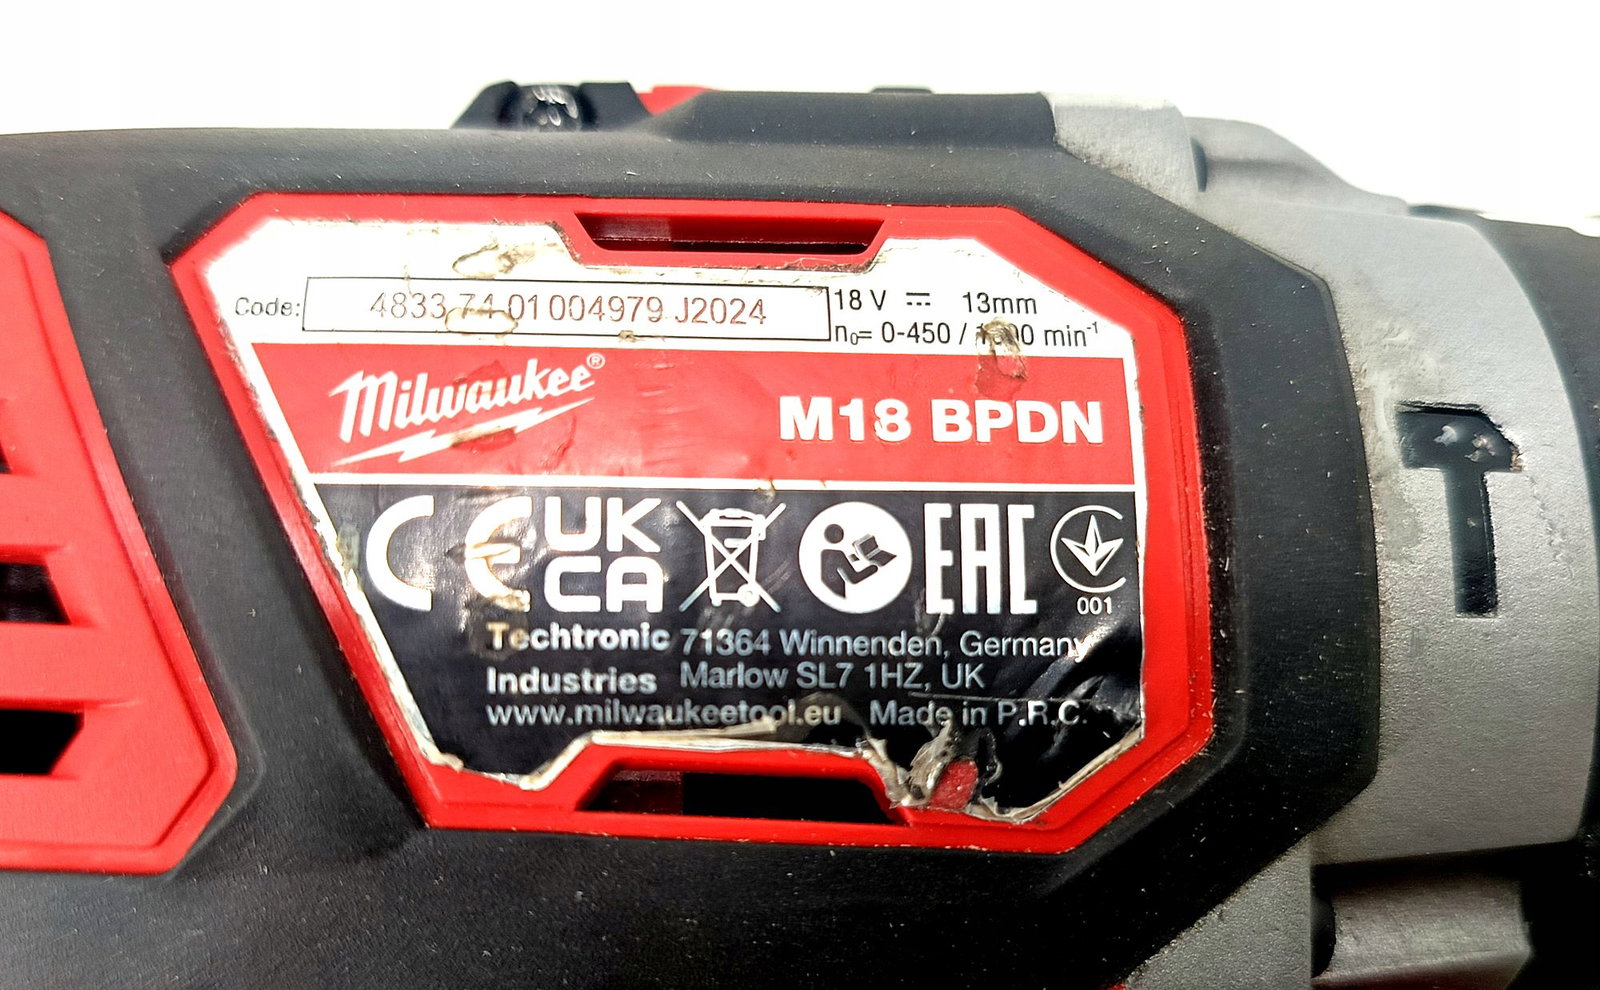 Code: 4833 74 01 004979 J2024
18 V 13mm
n₀= 0-450 / min⁻¹
Milwaukee®
M18 BPDN
CE UK CA EAC
001
Techtronic 71364 Winnenden, Germany
Industries Marlow SL7 1HZ, UK
www.milwaukeetool.eu Made in P.R.C.